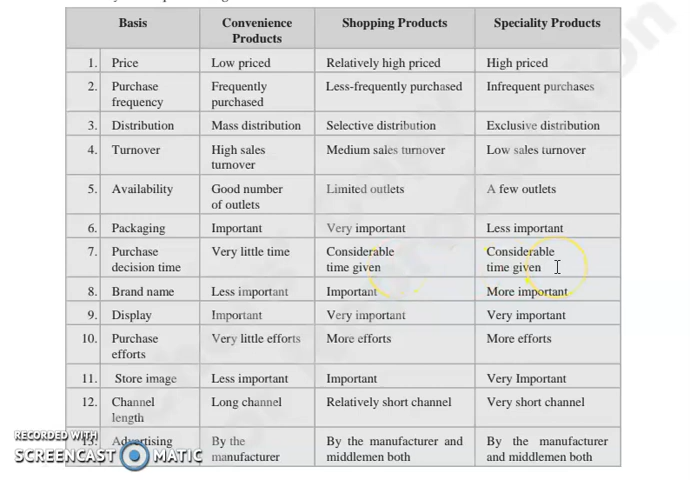 Basis Convenience Products Shopping Products Speciality Products
1. Price Low priced Relatively high priced High priced
2. Purchase frequency Frequently purchased Less-frequently purchased Infrequent purchases
3. Distribution Mass distribution Selective distribution Exclusive distribution
4. Turnover High sales turnover Medium sales turnover Low sales turnover
5. Availability Good number of outlets Limited outlets A few outlets
6. Packaging Important Very important Less important
7. Purchase decision time Very little time Considerable time given Considerable time given
8. Brand name Less important Important More important
9. Display Important Very important Very important
10. Purchase efforts Very little efforts More efforts More efforts
11. Store image Less important Important Very Important
12. Channel length Long channel Relatively short channel Very short channel
13. Advertising By the manufacturer By the manufacturer and middlemen both By the manufacturer and middlemen both
RECORDED WITH
SCREENCAST MATIC